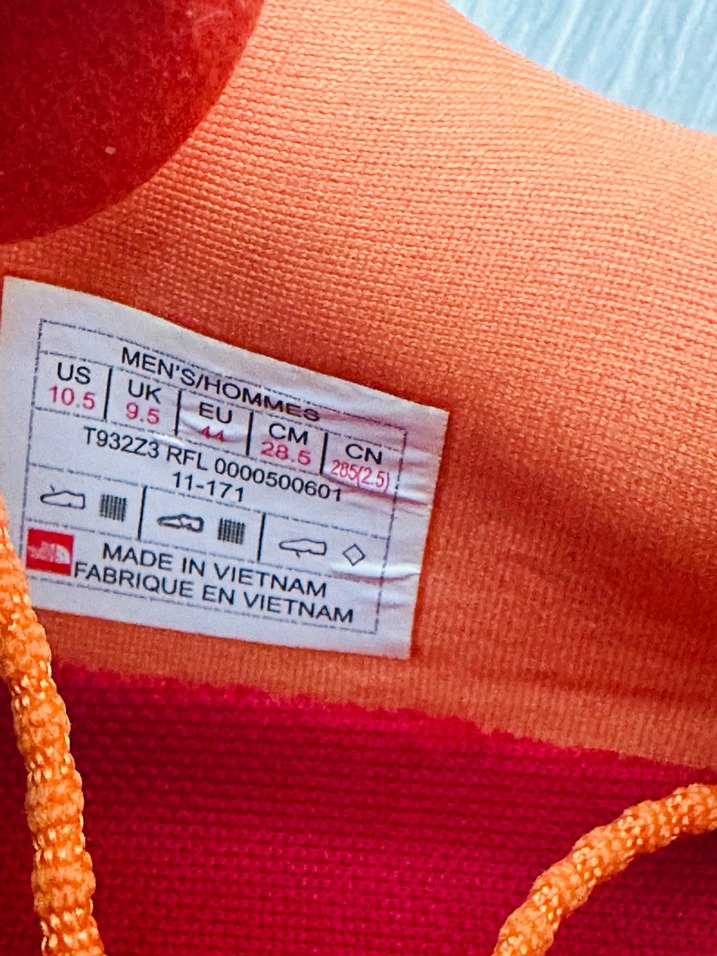 MEN'S/HOMMES
US UK EU CM CN
10.5 9.5 44 28.5 285(2.5)
T932Z3 RFL 0000500601
11-171
MADE IN VIETNAM
FABRIQUE EN VIETNAM